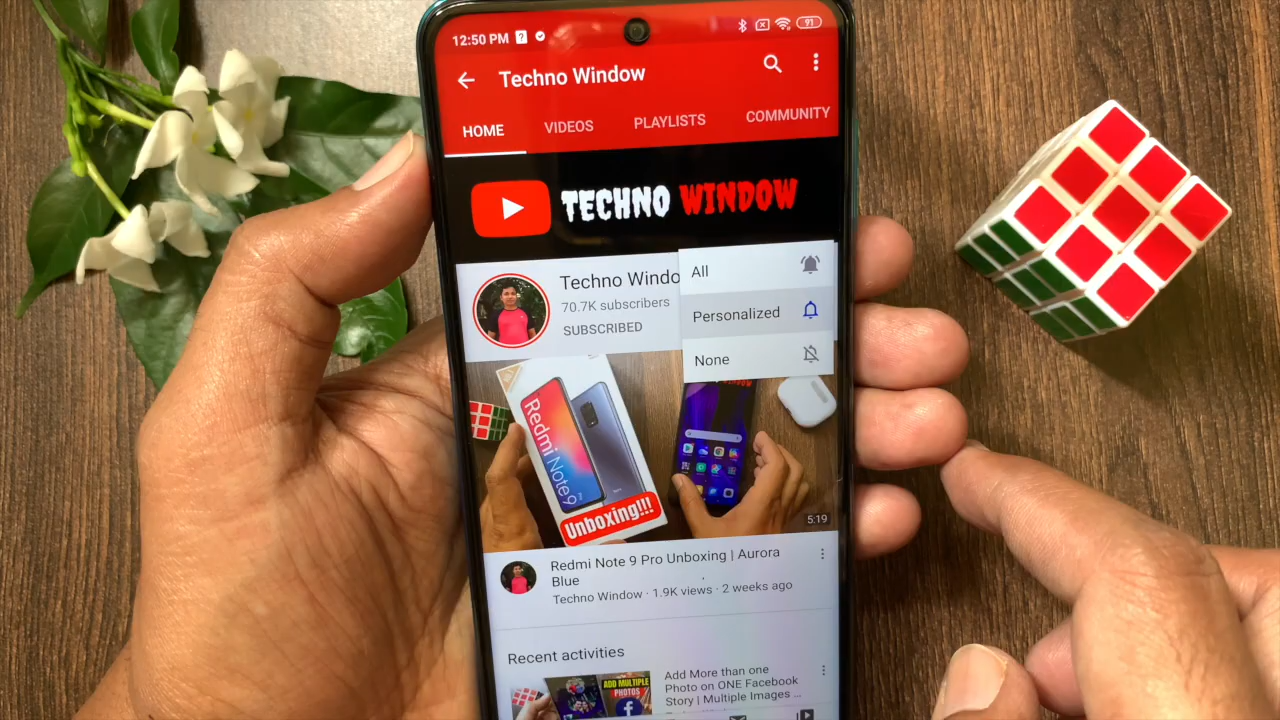 12:50 PM
91
Techno Window
HOME VIDEOS PLAYLISTS COMMUNITY
TECHNO WINDOW
Techno Windo
70.7K subscribers
SUBSCRIBED
All
Personalized
None
Redmi Note 9
Unboxing!!!
5:19
Redmi Note 9 Pro Unboxing | Aurora
Blue
Techno Window · 1.9K views · 2 weeks ago
Recent activities
ADD MULTIPLE
PHOTOS
Add More than one
Photo on ONE Facebook
Story | Multiple Images ...